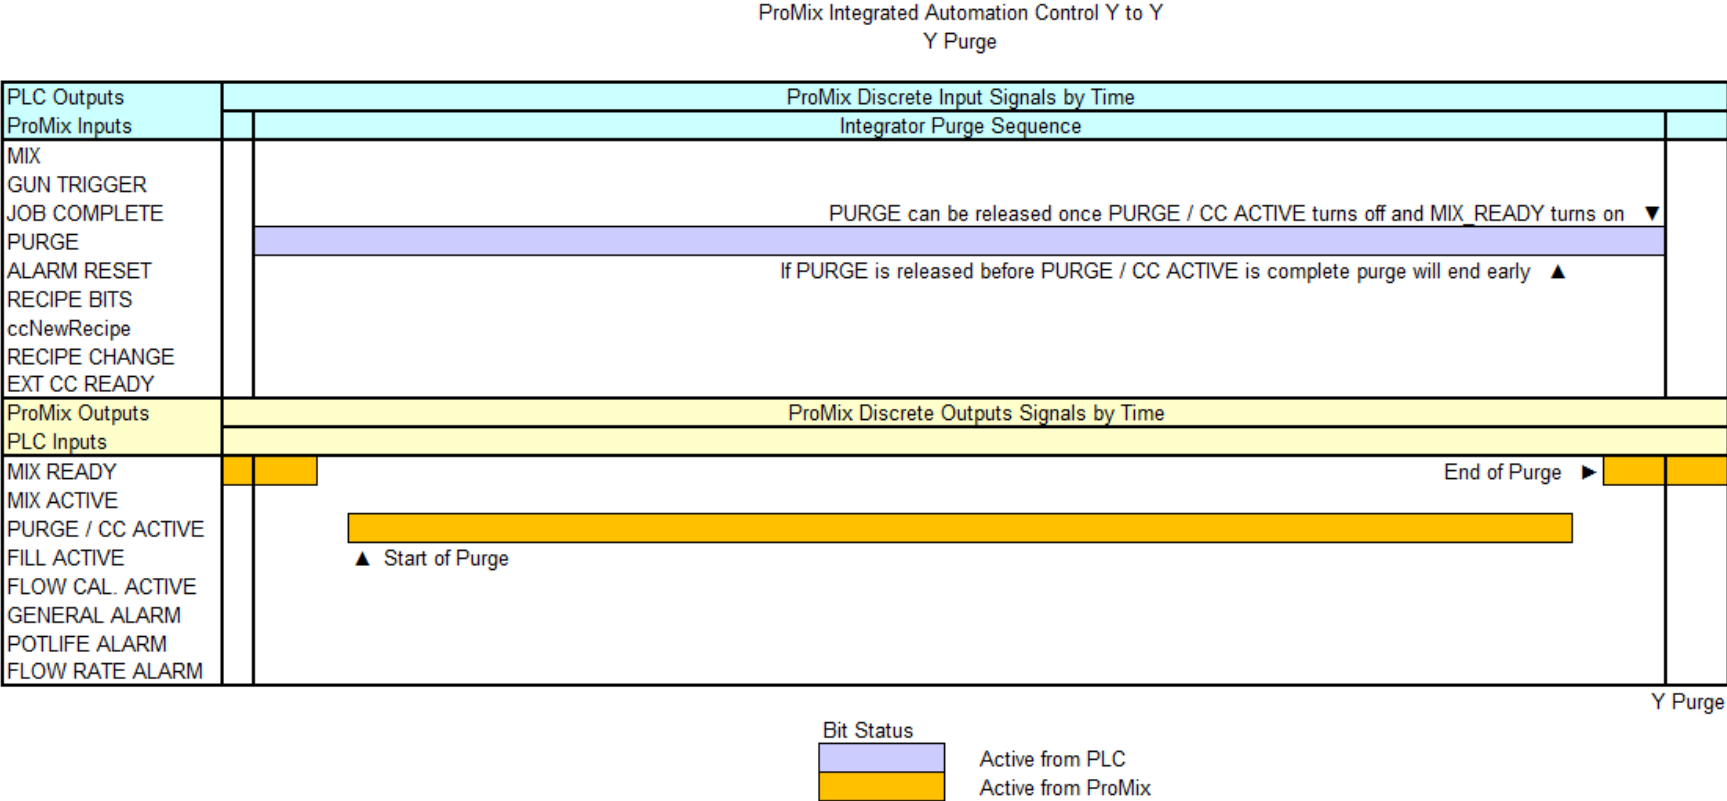 ProMix Integrated Automation Control Y to Y
Y Purge
PLC Outputs
ProMix Discrete Input Signals by Time
ProMix Inputs
Integrator Purge Sequence
MIX
GUN TRIGGER
JOB COMPLETE
PURGE can be released once PURGE / CC ACTIVE turns off and MIX_READY turns on ▼
PURGE
ALARM RESET
If PURGE is released before PURGE / CC ACTIVE is complete purge will end early ▲
RECIPE BITS
ccNewRecipe
RECIPE CHANGE
EXT CC READY
ProMix Outputs
ProMix Discrete Outputs Signals by Time
PLC Inputs
MIX READY
End of Purge ►
MIX ACTIVE
PURGE / CC ACTIVE
FILL ACTIVE
▲ Start of Purge
FLOW CAL. ACTIVE
GENERAL ALARM
POTLIFE ALARM
FLOW RATE ALARM
Y Purge
Bit Status
Active from PLC
Active from ProMix